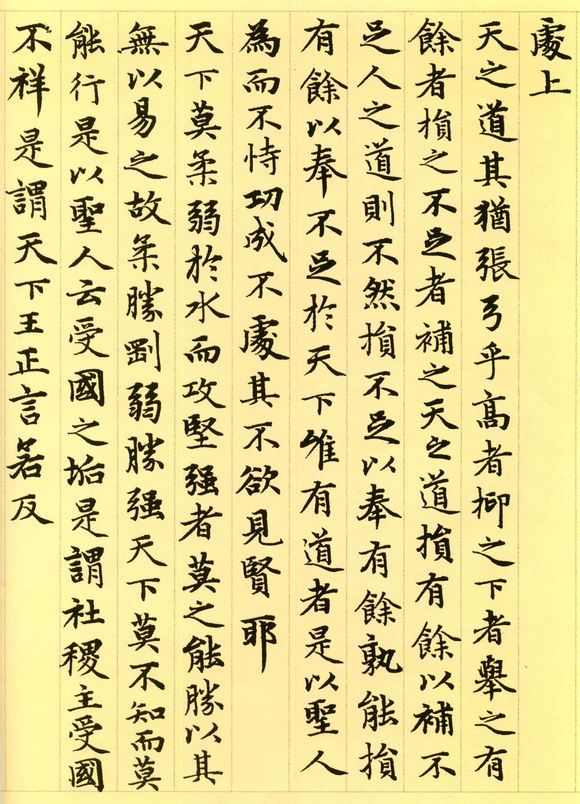 處上
天之道其猶張弓乎高者抑之下者舉之有
餘者損之不足者補之天之道損有餘以補不
足人之道則不然損不足以奉有餘孰能損
有餘以奉不足於天下唯有道者是以聖人
為而不恃功成不處其不欲見賢耶
天下莫柔弱於水而攻堅强者莫之能勝以其
無以易之故柔勝剛弱勝强天下莫不知而莫
能行是以聖人云受國之垢是謂社稷主受國
不祥是謂天下王正言若反